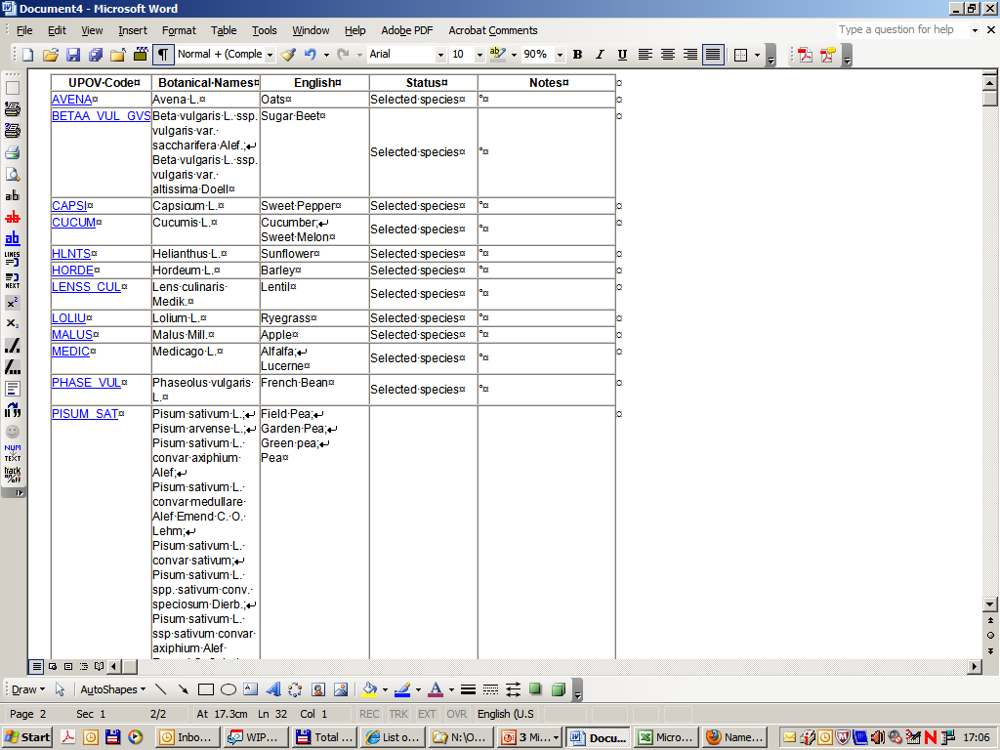 Document4 - Microsoft Word
File Edit View Insert Format Table Tools Window Help Adobe PDF Acrobat Comments Type a question for help
Normal + (Comple Arial 10 90% B I U
UPOV·Code¤ Botanical·Names¤ English¤ Status¤ Notes¤ ¤
AVENA¤ Avena·L.¤ Oats¤ Selected·species¤ °¤ ¤
BETAA_VUL_GVS Beta·vulgaris·L.·ssp. Sugar·Beet¤ ¤
vulgaris·var.·
saccharifera·Alef.;↵
Selected·species¤ °¤
Beta·vulgaris·L.·ssp.
vulgaris·var.·
altissima·Doell¤
CAPSI¤ Capsicum·L.¤ Sweet·Pepper¤ Selected·species¤ °¤ ¤
CUCUM¤ Cucumis·L.¤ Cucumber;↵ Selected·species¤ °¤ ¤
Sweet·Melon¤
HLNTS¤ Helianthus·L.¤ Sunflower¤ Selected·species¤ °¤ ¤
HORDE¤ Hordeum·L.¤ Barley¤ Selected·species¤ °¤ ¤
LENSS_CUL¤ Lens·culinaris· Lentil¤ Selected·species¤ °¤ ¤
Medik.¤
LOLIU¤ Lolium·L.¤ Ryegrass¤ Selected·species¤ °¤ ¤
MALUS¤ Malus·Mill.¤ Apple¤ Selected·species¤ °¤ ¤
MEDIC¤ Medicago·L.¤ Alfalfa;↵ Selected·species¤ °¤ ¤
Lucerne¤
PHASE_VUL¤ Phaseolus·vulgaris· French·Bean¤ Selected·species¤ °¤ ¤
L.¤
PISUM_SAT¤ Pisum·sativum·L.;↵ Field·Pea;↵ ¤
Pisum·arvense·L.;↵ Garden·Pea;↵
Pisum·sativum·L.· Green·pea;↵
convar·axiphium· Pea¤
Alef;↵
Pisum·sativum·L.·
convar·medullare·
Alef·Emend·C.·O.·
Lehm;↵
Pisum·sativum·L.·
convar·sativum;↵
Pisum·sativum·L.·
spp.·sativum·conv.·
speciosum·Dierb.;↵
Pisum·sativum·L.·
ssp·sativum·convar·
axiphium·Alef·
Draw AutoShapes
Page 2 Sec 1 2/2 At 17.3cm Ln 32 Col 1 REC TRK EXT OVR English (U.S
Start Inbo... WIP... Total ... List o... N:\O... 3 Mi... Docu... Micro... Name... 17:06